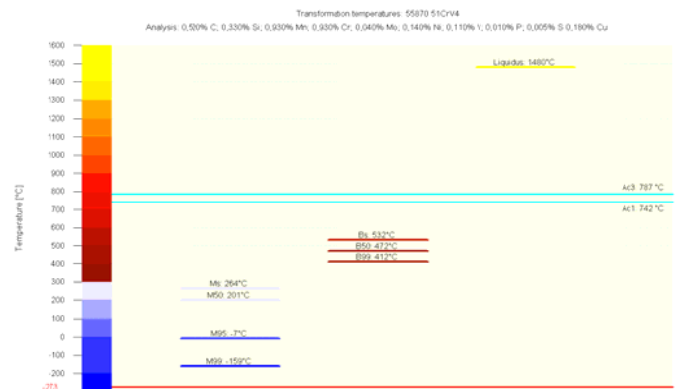 Transformation temperatures: 55870 51CrV4
Analysis: 0,520% C; 0,330% Si; 0,930% Mn; 0,930% Cr; 0,040% Mo; 0,140% Ni; 0,110% V; 0,010% P; 0,005% S 0,180% Cu
Temperature [°C]
1600
1500
1400
1300
1200
1100
1000
900
800
700
600
500
400
300
200
100
0
-100
-200
-273
Liquidus: 1480°C
Ac3: 787 °C
Ac1: 742 °C
Bs: 532°C
B50: 472°C
B99: 412°C
Ms: 264°C
M50: 201°C
M95: -7°C
M99: -159°C